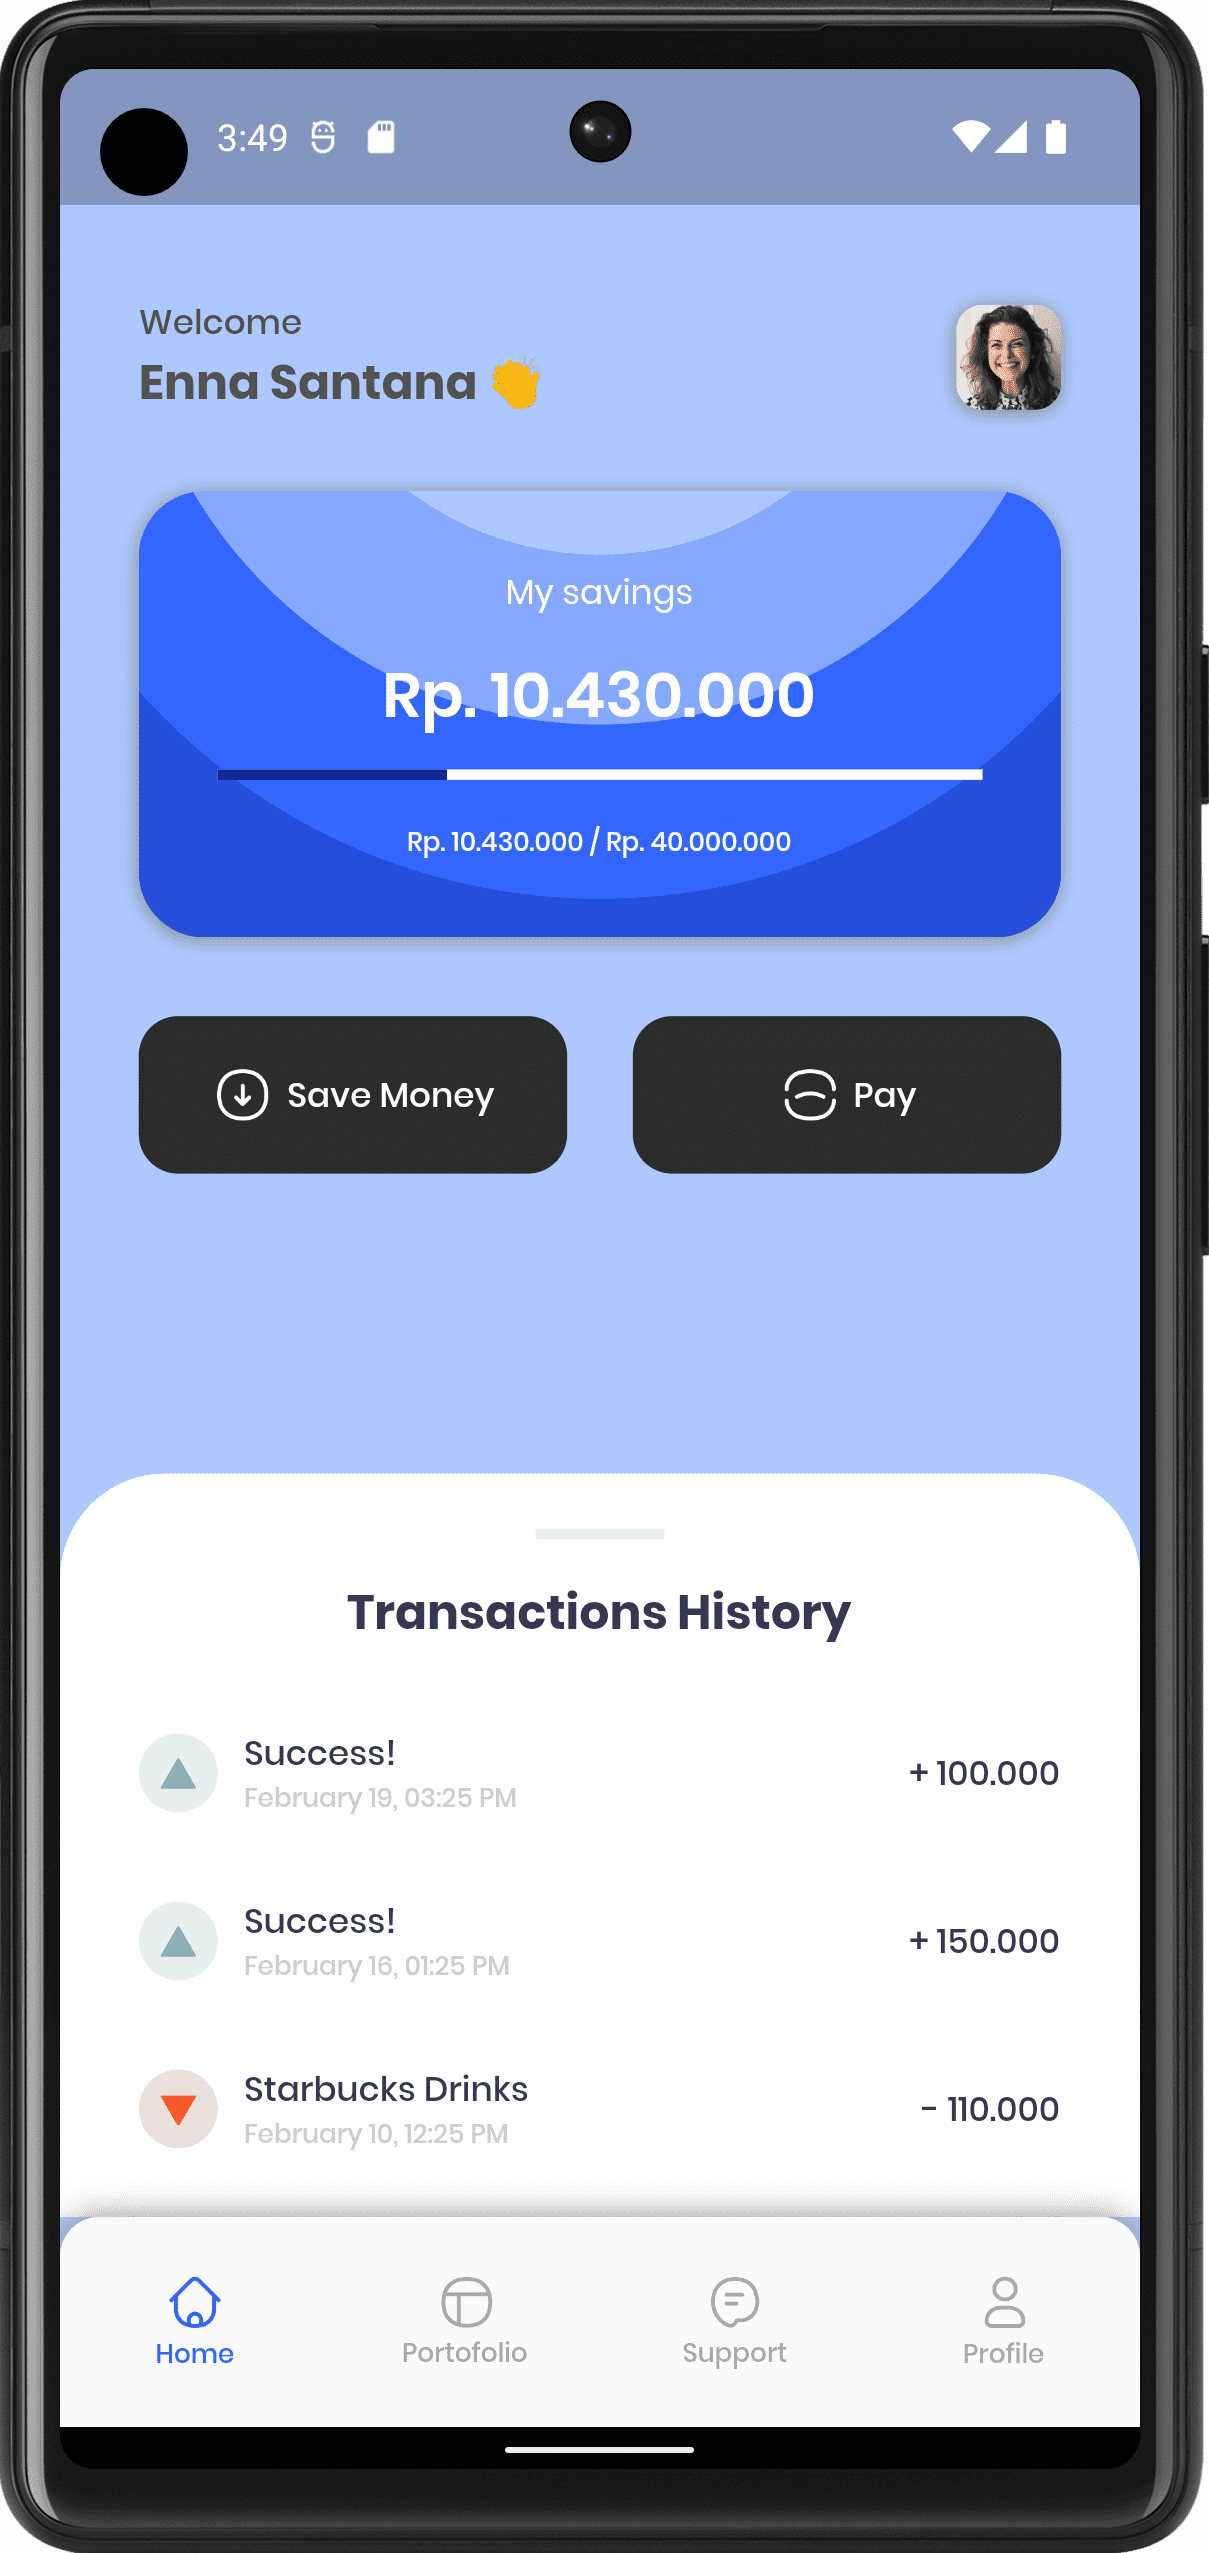 3:49
Welcome
Enna Santana 👏
My savings
Rp. 10.430.000
Rp. 10.430.000 / Rp. 40.000.000
Save Money
Pay
Transactions History
Success!
+ 100.000
February 19, 03:25 PM
Success!
+ 150.000
February 16, 01:25 PM
Starbucks Drinks
- 110.000
February 10, 12:25 PM
Home
Portofolio
Support
Profile